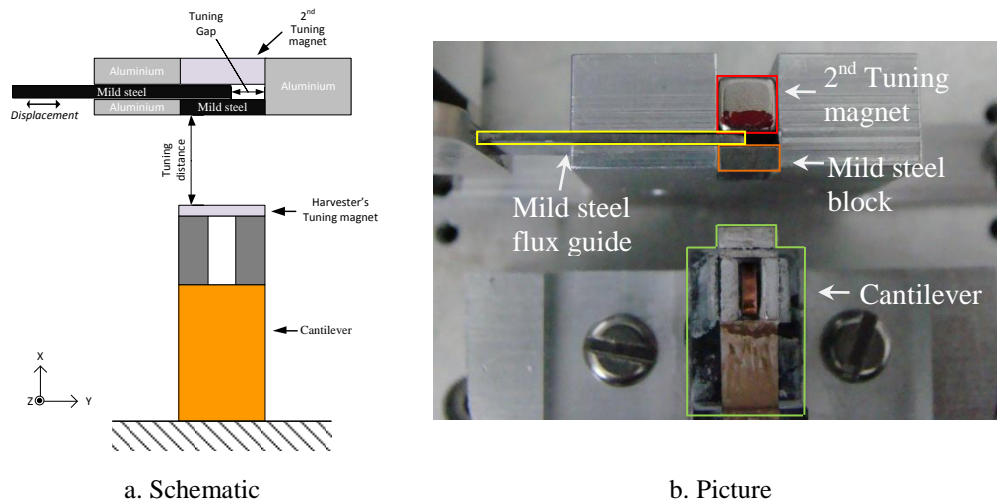 Tuning
Gap
2nd
Tuning
magnet
Aluminium
Aluminium
Mild steel
Aluminium
Mild steel
Displacement
Tuning
distance
Harvester's
Tuning magnet
Cantilever
X
Z
Y
a. Schematic
2nd Tuning
magnet
Mild steel
block
Mild steel
flux guide
Cantilever
b. Picture